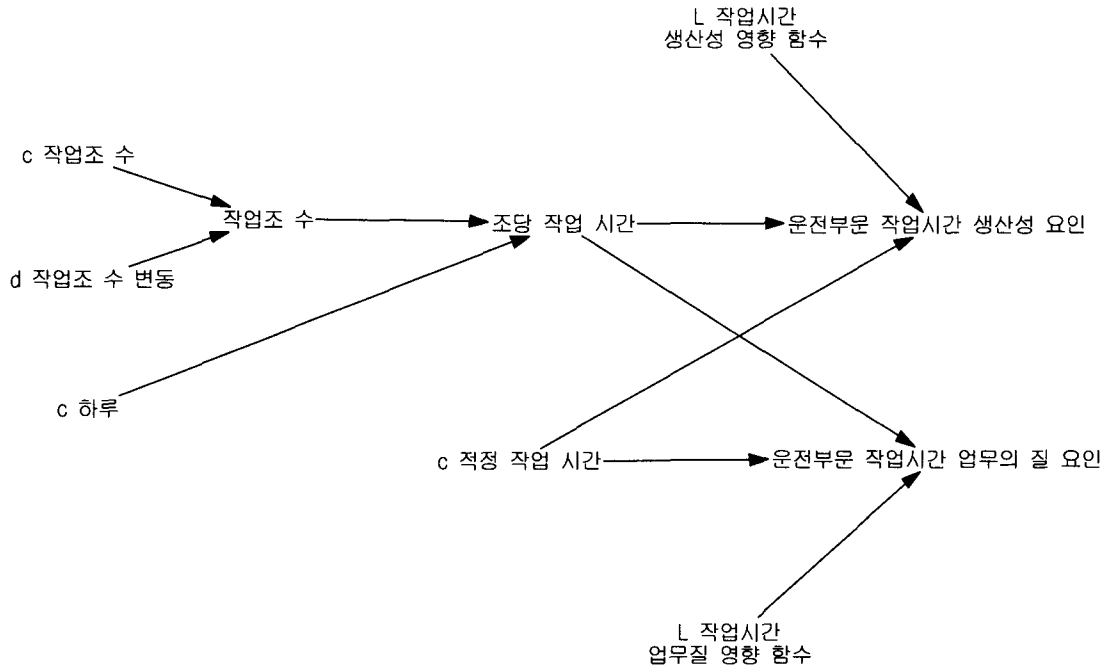 L 작업시간
생산성 영향 함수
c 작업조 수
작업조 수
조당 작업 시간
운전부문 작업시간 생산성 요인
d 작업조 수 변동
c 하루
c 적정 작업 시간
운전부문 작업시간 업무의 질 요인
L 작업시간
업무질 영향 함수